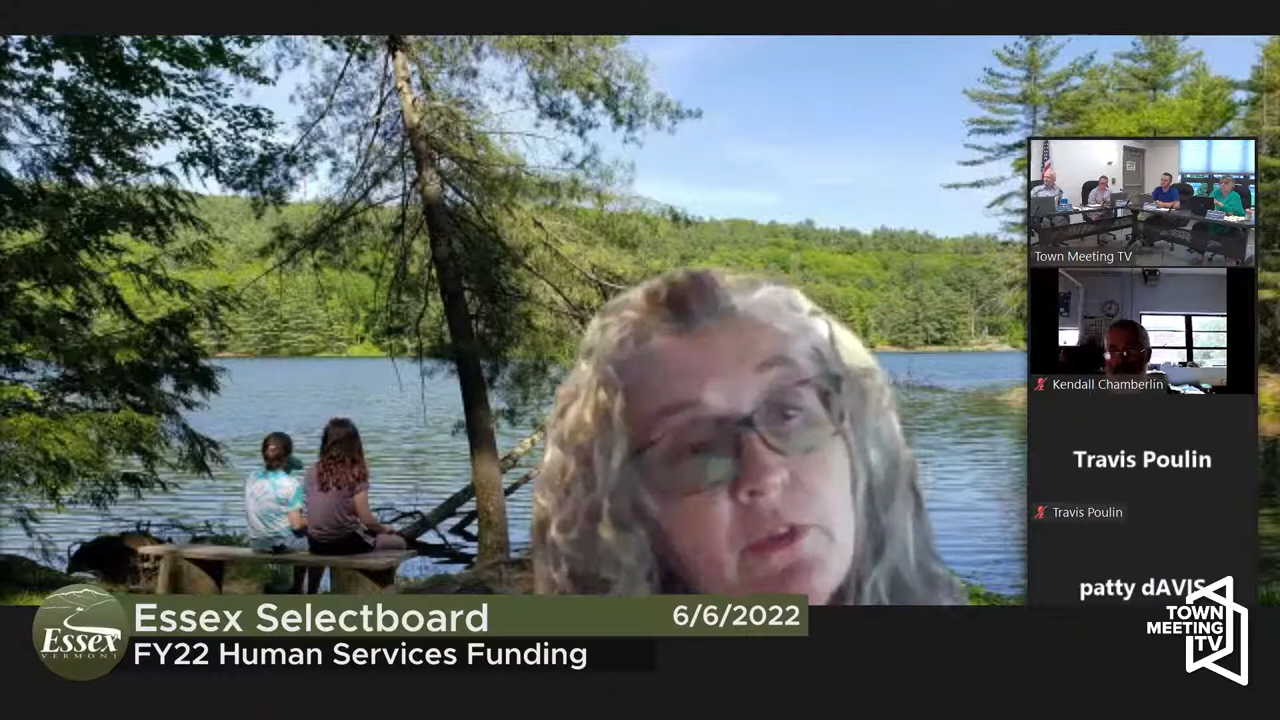 Town Meeting TV
Kendall Chamberlin
Travis Poulin
Travis Poulin
patty dAVIS
Essex
VERMONT
Essex Selectboard
6/6/2022
FY22 Human Services Funding
TOWN
MEETING
TV